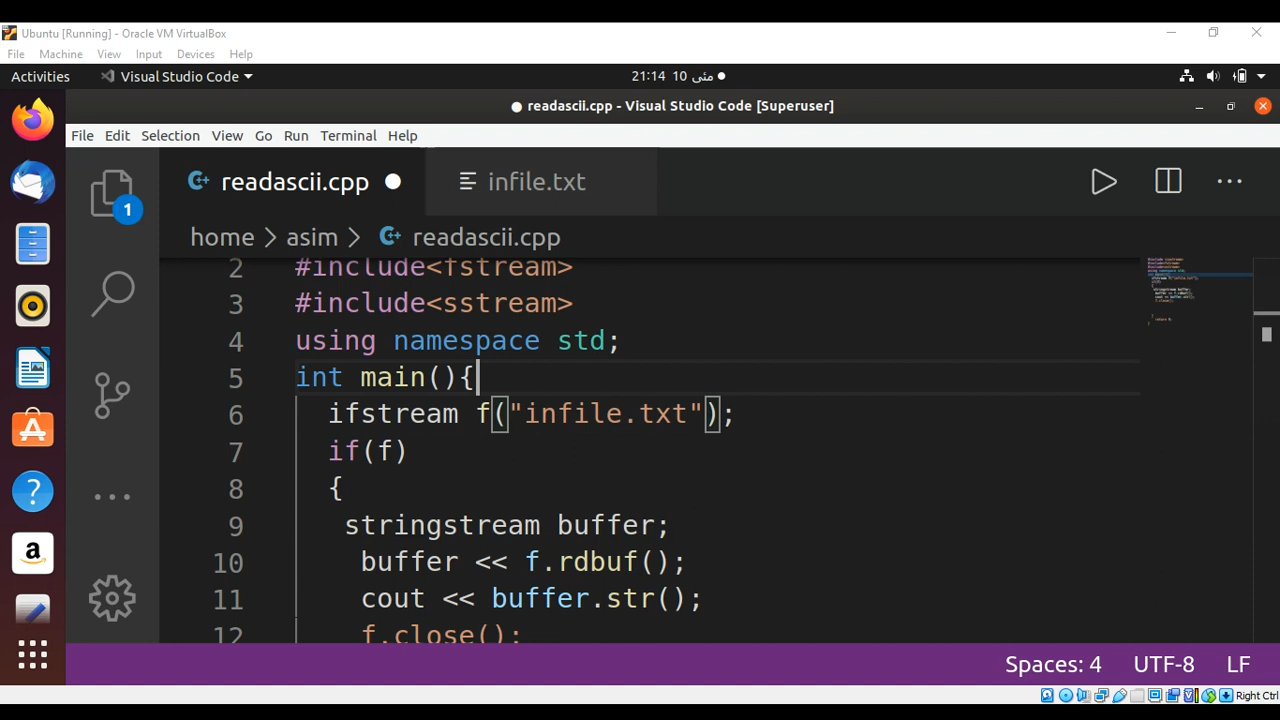 Ubuntu [Running] - Oracle VM VirtualBox
File Machine View Input Devices Help
Activities Visual Studio Code 21:14 10 مئی
readascii.cpp - Visual Studio Code [Superuser]
File Edit Selection View Go Run Terminal Help
1
readascii.cpp infile.txt
home > asim > readascii.cpp
2 #include<fstream>
3 #include<sstream>
4 using namespace std;
5 int main(){
6 ifstream f("infile.txt");
7 if(f)
8 {
9 stringstream buffer;
10 buffer << f.rdbuf();
11 cout << buffer.str();
12 f.close();
Spaces: 4 UTF-8 LF
Right Ctrl